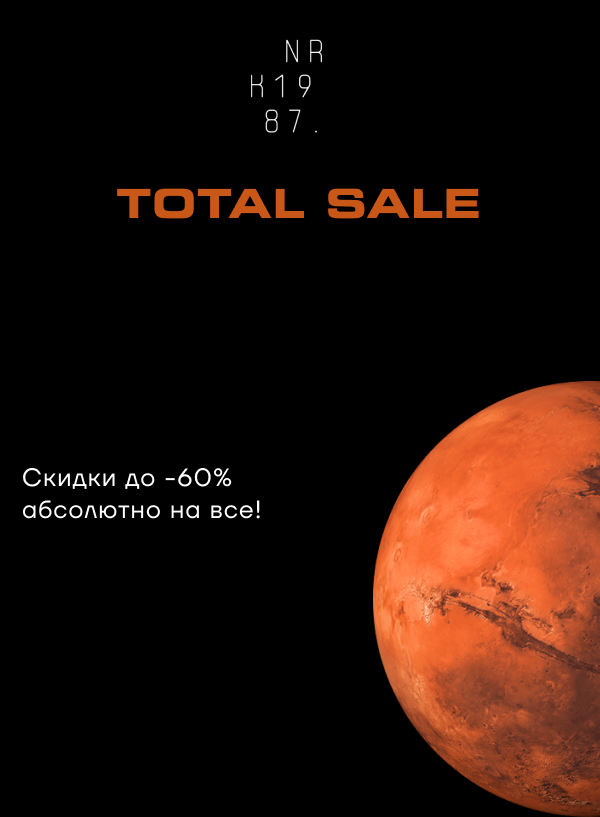 NR
K19
87.
TOTAL SALE
Скидки до -60%
абсолютно на все!